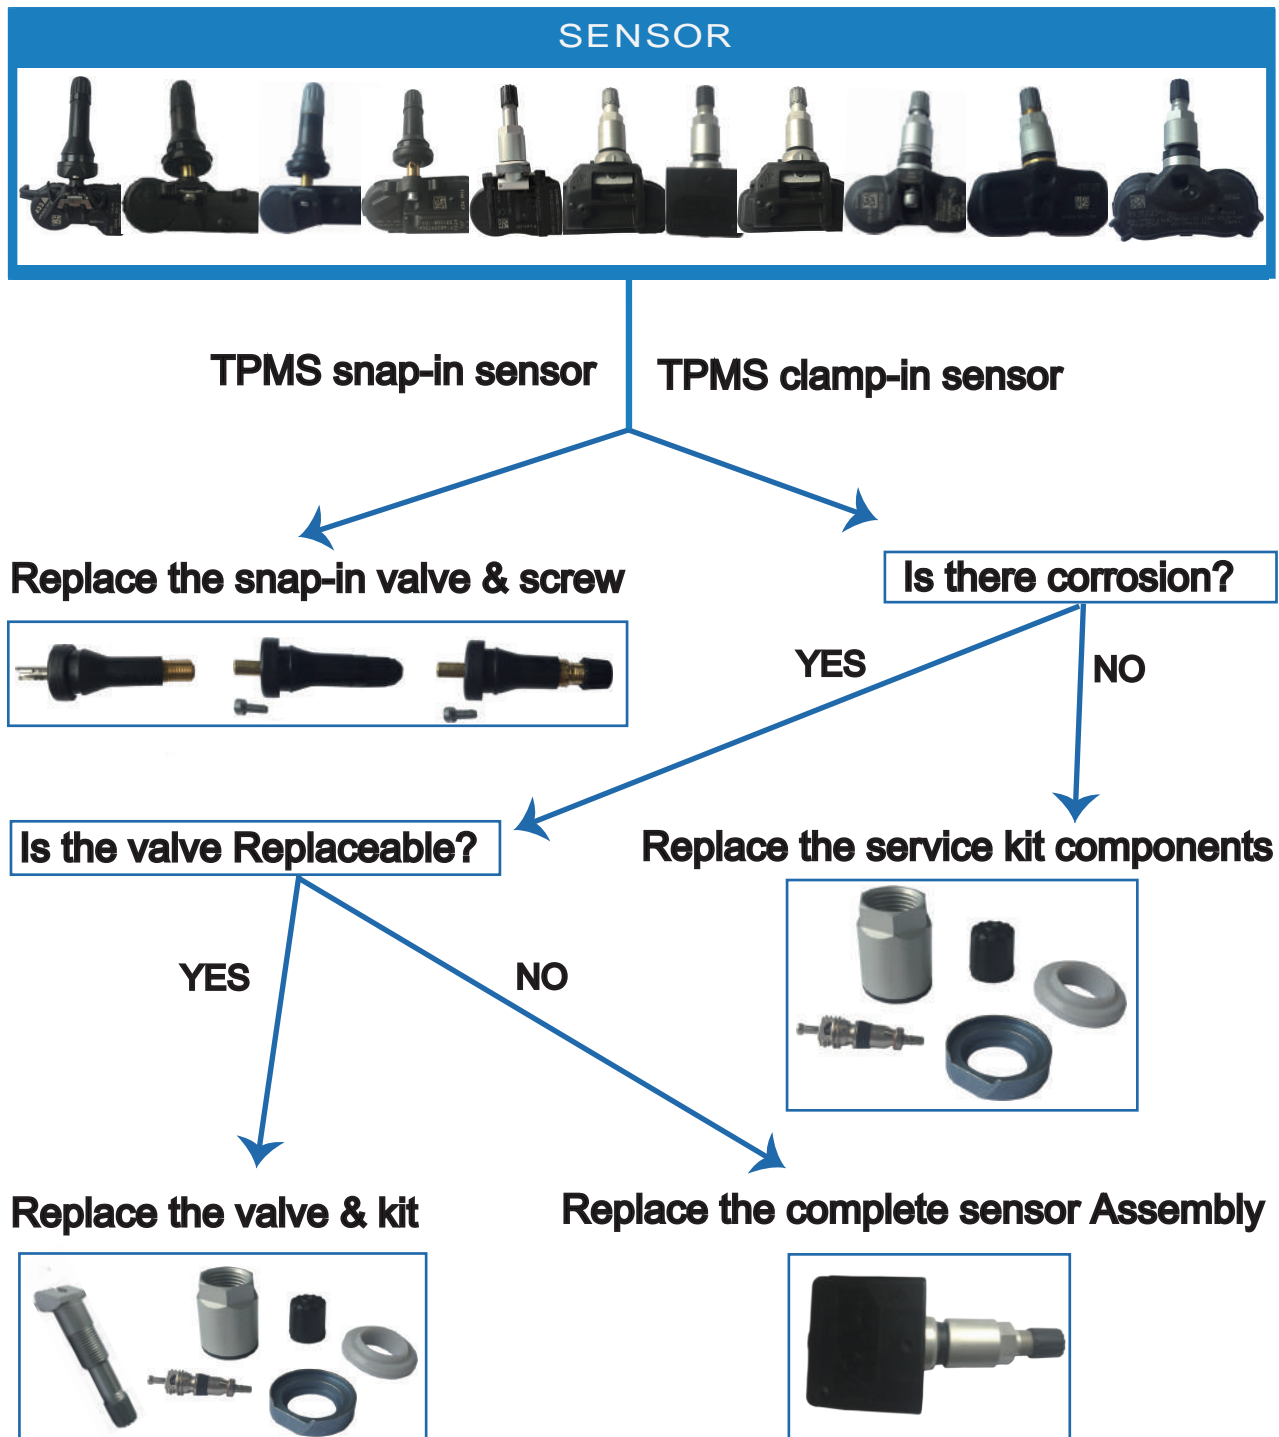 SENSOR
TPMS snap-in sensor
TPMS clamp-in sensor
Replace the snap-in valve & screw
Is there corrosion?
YES
NO
Is the valve Replaceable?
Replace the service kit components
YES
NO
Replace the valve & kit
Replace the complete sensor Assembly